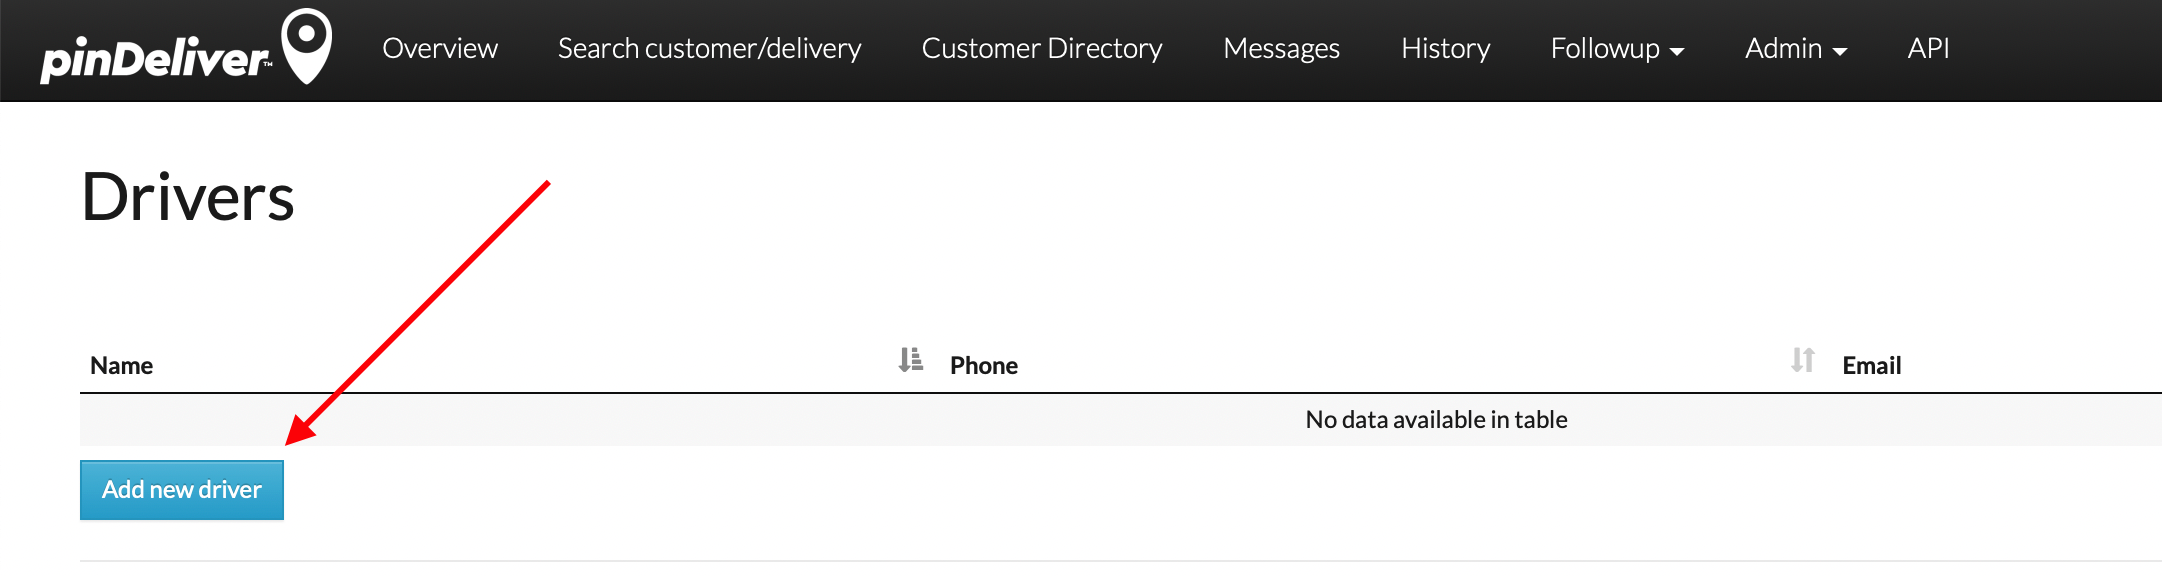 pinDeliver™ Overview Search customer/delivery Customer Directory Messages History Followup Admin API
Drivers
Name Phone Email
No data available in table
Add new driver